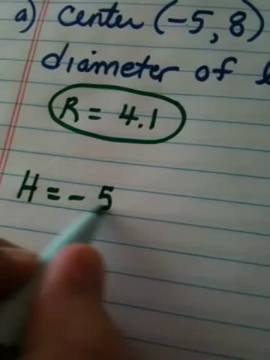 a) Center (-5, 8)
diameter of
R = 4.1
H = - 5